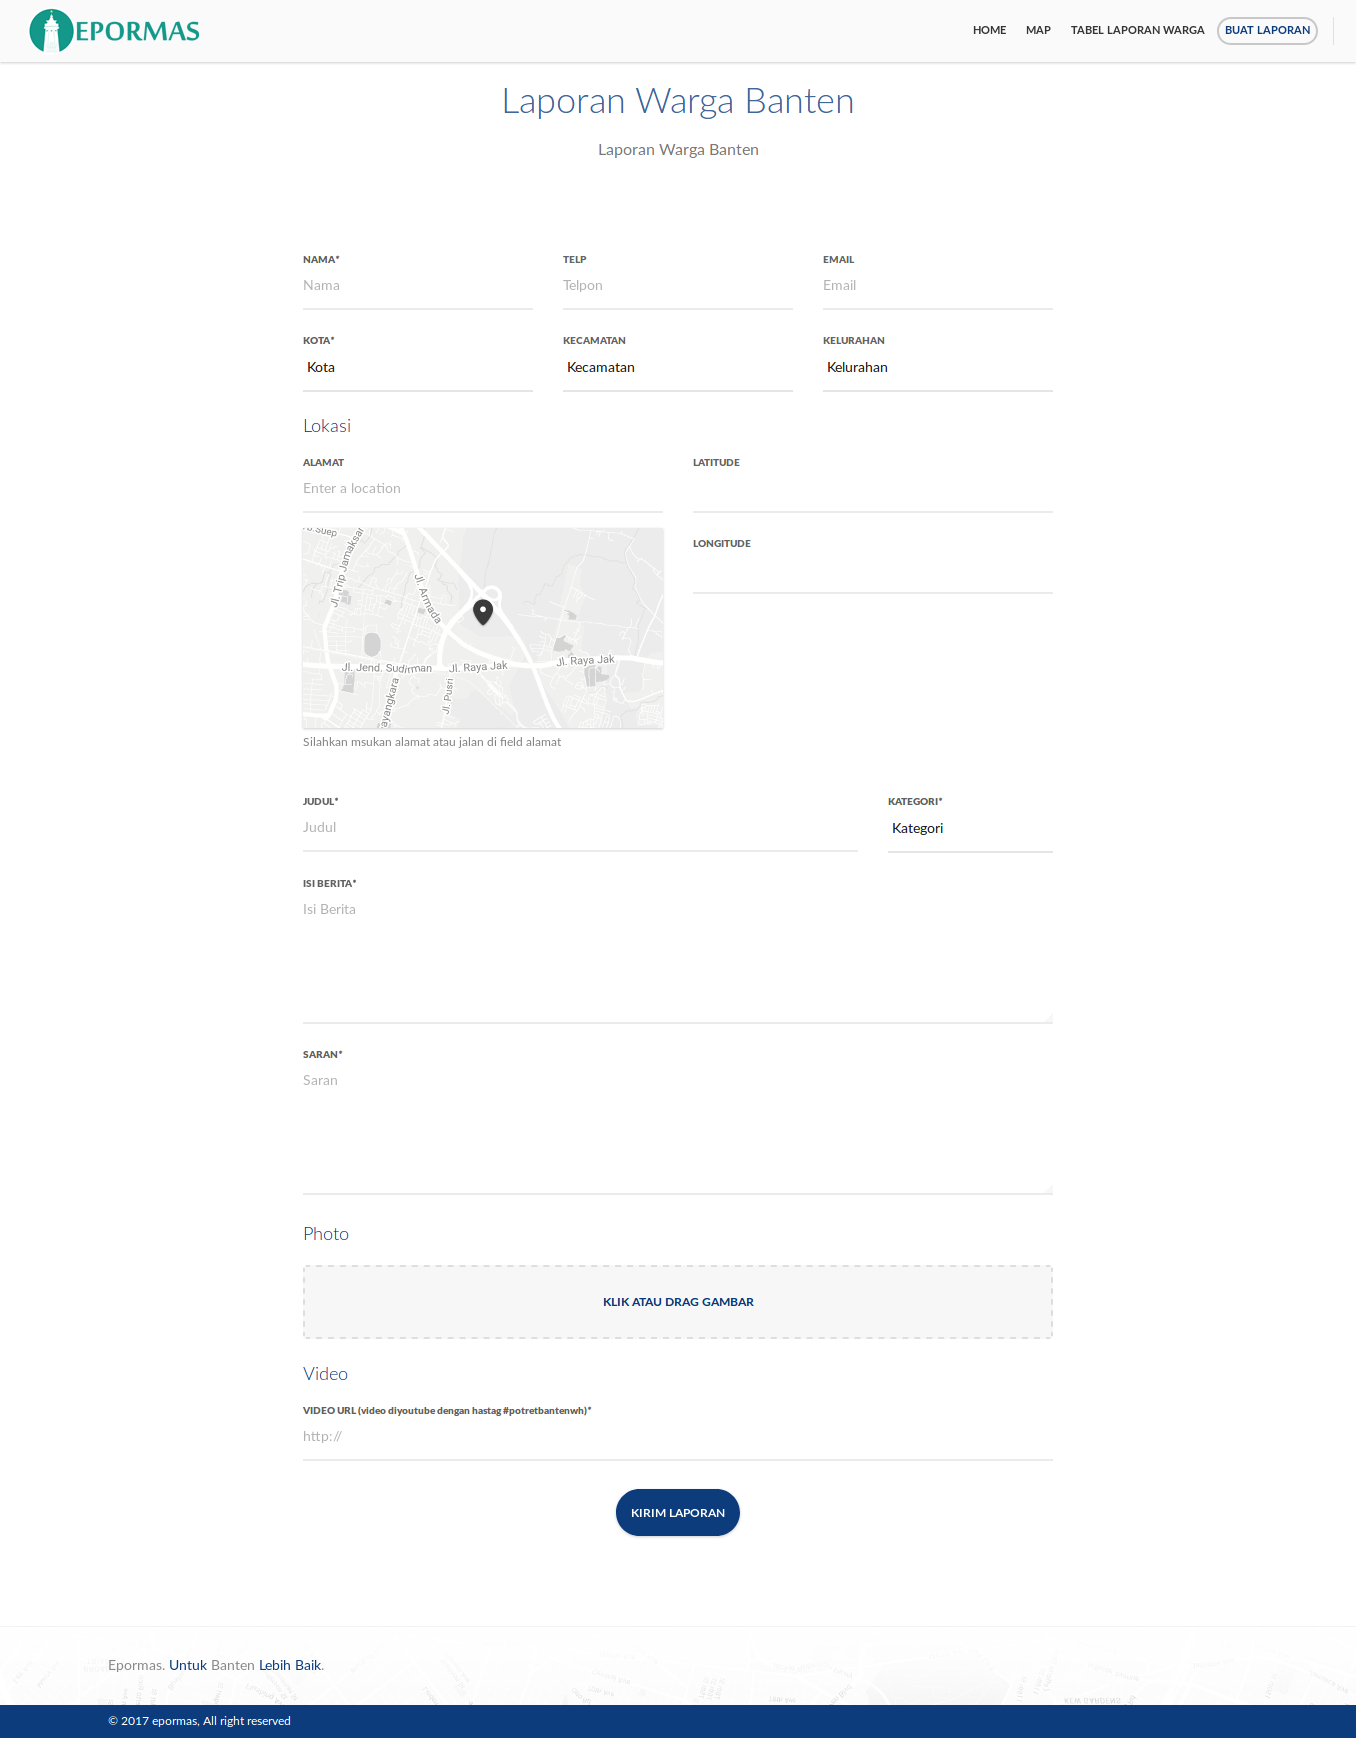 EPORMAS
HOME MAP TABEL LAPORAN WARGA BUAT LAPORAN
Laporan Warga Banten
Laporan Warga Banten
NAMA* TELP EMAIL
Nama Telpon Email
KOTA* KECAMATAN KELURAHAN
Kota Kecamatan Kelurahan
Lokasi
ALAMAT LATITUDE
Enter a location
LONGITUDE
Jl. Trip Jamaksari
Jl. Armada
Jl. Jend. Sudirman
Jl. Raya Jak
Jl. Raya Jak
Jl. Pusri
Silahkan msukan alamat atau jalan di field alamat
JUDUL* KATEGORI*
Judul Kategori
ISI BERITA*
Isi Berita
SARAN*
Saran
Photo
KLIK ATAU DRAG GAMBAR
Video
VIDEO URL (video diyoutube dengan hastag #potretbantenwh)*
http://
KIRIM LAPORAN
Epormas. Untuk Banten Lebih Baik.
© 2017 epormas, All right reserved